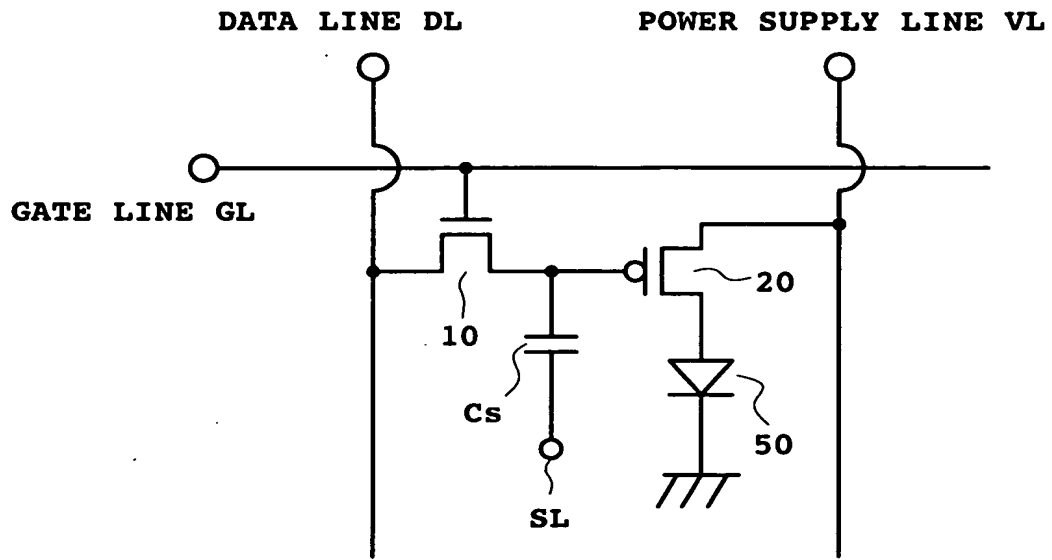 DATA LINE DL
POWER SUPPLY LINE VL
GATE LINE GL
20
10
Cs
50
SL